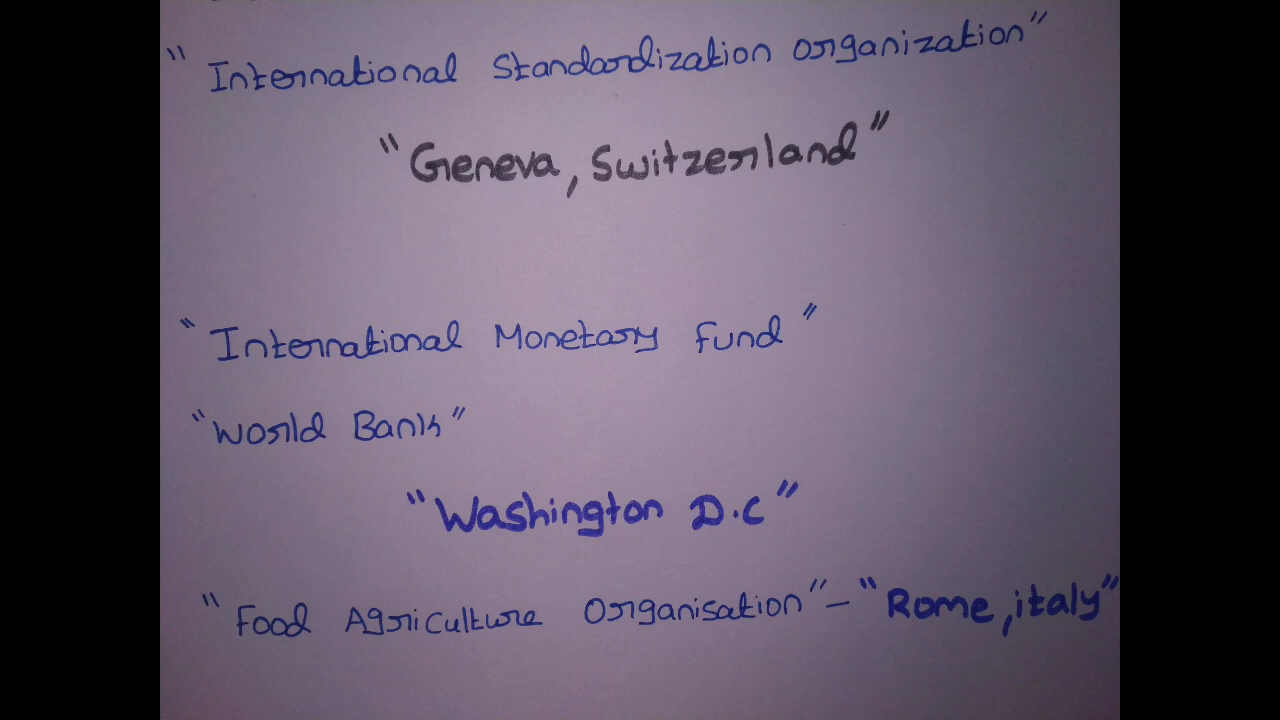 "International Standardization organization"
"Geneva, Switzerland"
"International Monetary fund"
"World Bank"
"Washington D.C"
"Food Agriculture Organisation" – "Rome, italy"